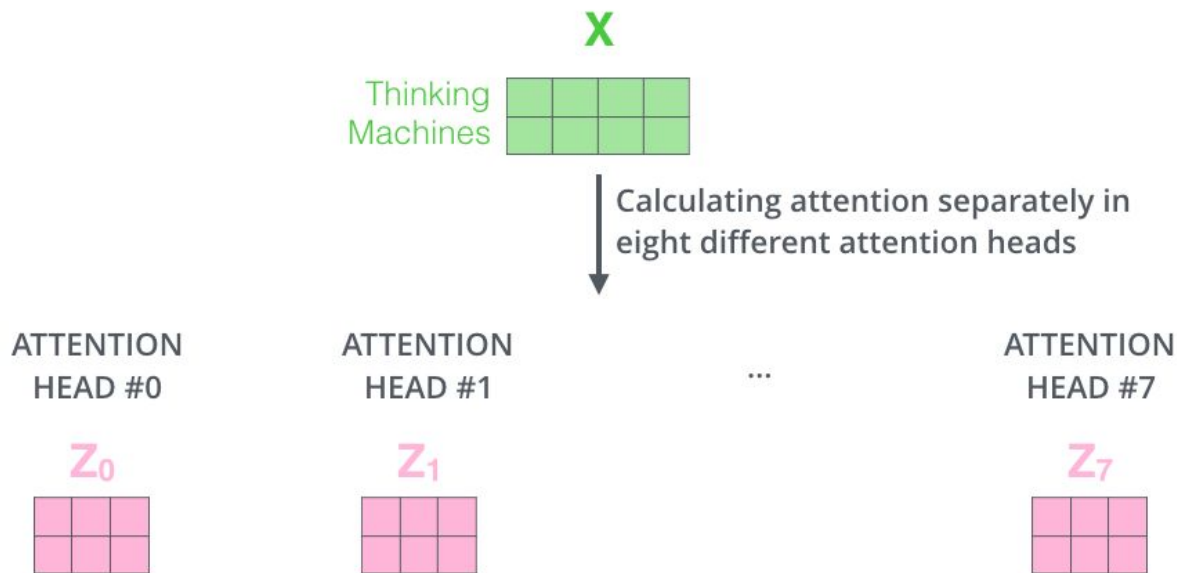 X
Thinking
Machines
Calculating attention separately in
eight different attention heads
ATTENTION
HEAD #0
ATTENTION
HEAD #1
...
ATTENTION
HEAD #7
Z0
Z1
Z7